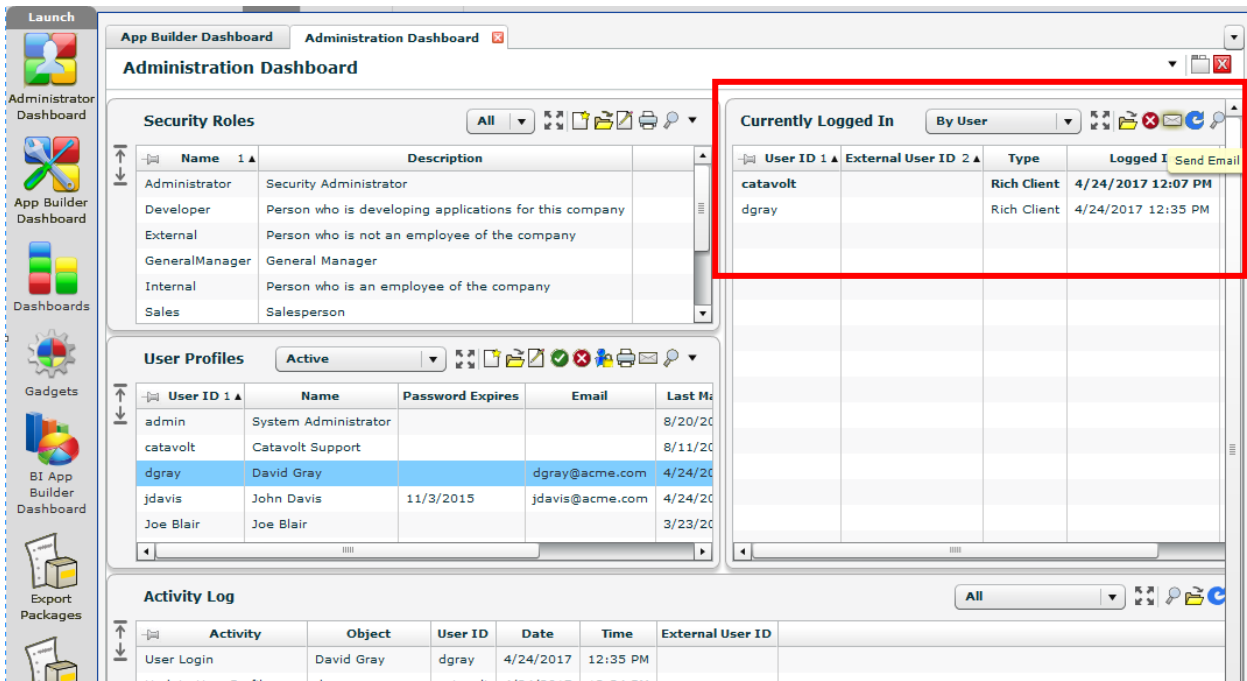 Launch
Administrator
Dashboard
App Builder
Dashboard
Dashboards
Gadgets
BI App
Builder
Dashboard
Export
Packages
App Builder Dashboard Administration Dashboard
Administration Dashboard
Security Roles All
Name 1 Description
Administrator Security Administrator
Developer Person who is developing applications for this company
External Person who is not an employee of the company
GeneralManager General Manager
Internal Person who is an employee of the company
Sales Salesperson
Currently Logged In By User
User ID 1 External User ID 2 Type Logged I
Send Email
catavolt Rich Client 4/24/2017 12:07 PM
dgray Rich Client 4/24/2017 12:35 PM
User Profiles Active
User ID 1 Name Password Expires Email Last Ma
admin System Administrator 8/20/20
catavolt Catavolt Support 8/11/20
dgray David Gray dgray@acme.com 4/24/20
jdavis John Davis 11/3/2015 jdavis@acme.com 4/24/20
Joe Blair Joe Blair 3/23/20
Activity Log All
Activity Object User ID Date Time External User ID
User Login David Gray dgray 4/24/2017 12:35 PM